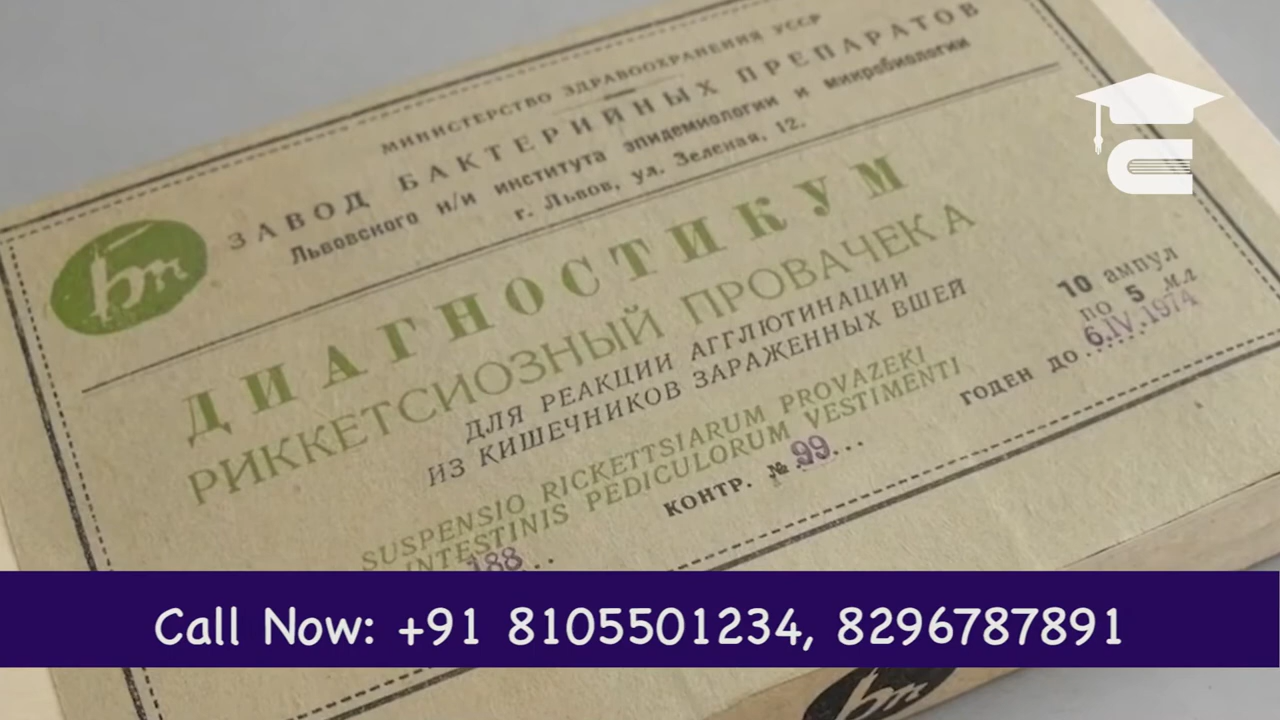 МИНИСТЕРСТВО ЗДРАВООХРАНЕНИЯ УССР
ЗАВОД БАКТЕРИЙНЫХ ПРЕПАРАТОВ
Львовского н/и института эпидемиологии и микробиологии
г. Львов, ул. Зеленая, 12.
бп
ДИАГНОСТИКУМ
РИККЕТСИОЗНЫЙ ПРОВАЧЕКА
ДЛЯ РЕАКЦИИ АГГЛЮТИНАЦИИ
ИЗ КИШЕЧНИКОВ ЗАРАЖЕННЫХ ВШЕЙ
SUSPENSIO RICKETTSIARUM PROVAZEKI
INTESTINIS PEDICULORUM VESTIMENTI
10 ампул
по 5 мл
ГОДЕН ДО 6.IV.1974
КОНТР. № 99...
188..
Call Now: +91 8105501234, 8296787891
бп